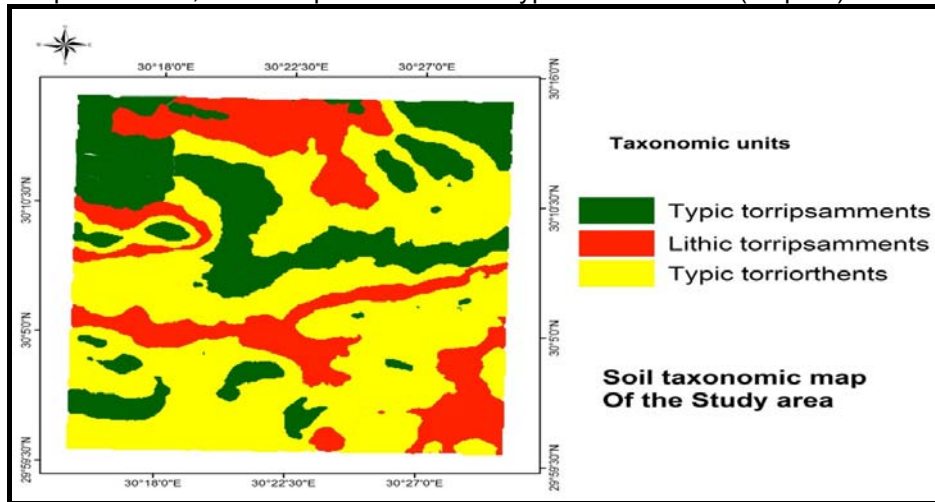 30°18'0"E 30°22'30"E 30°27'0"E
30°16'0"N
30°10'30"N
30°10'30"N
30°5'0"N
30°5'0"N
29°59'30"N
29°59'30"N
30°18'0"E 30°22'30"E 30°27'0"E
Taxonomic units
Typic torripsamments
Lithic torripsamments
Typic torriorthents
Soil taxonomic map
Of the Study area